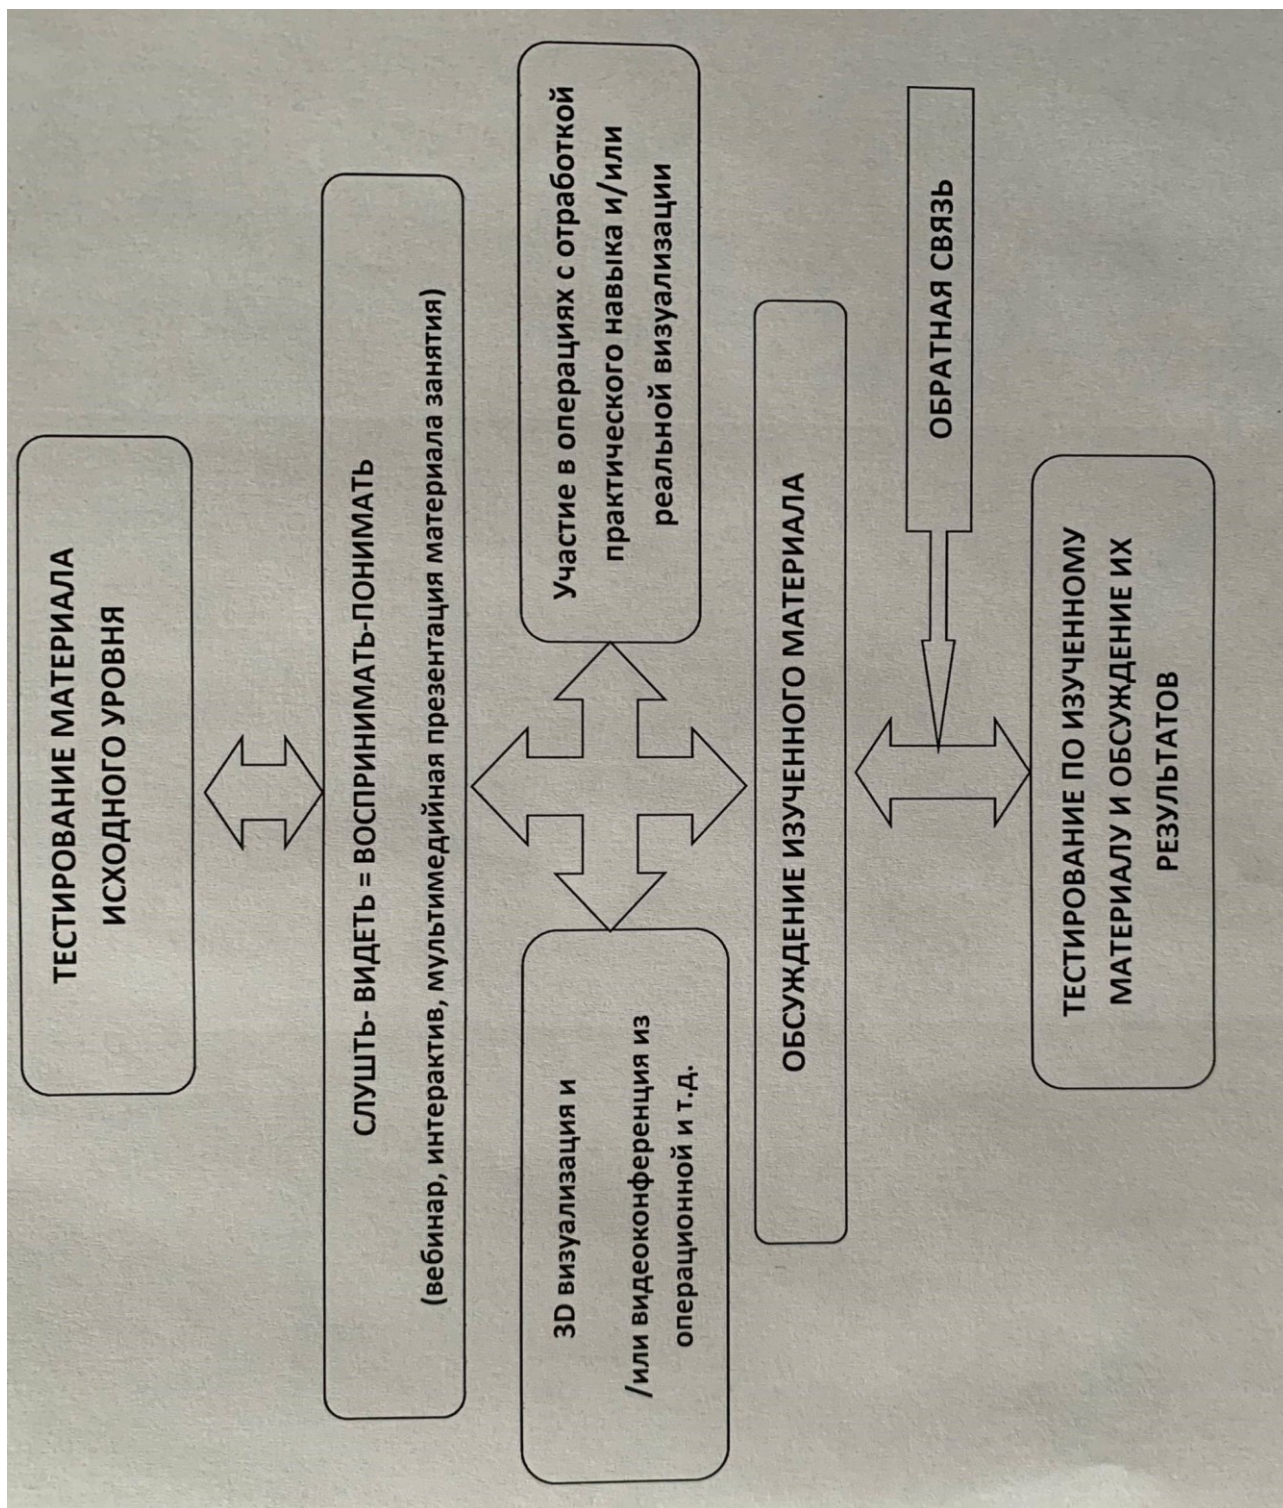 ТЕСТИРОВАНИЕ МАТЕРИАЛА
ИСХОДНОГО УРОВНЯ
СЛУШТЬ- ВИДЕТЬ = ВОСПРИНИМАТЬ-ПОНИМАТЬ
(вебинар, интерактив, мультимедийная презентация материала занятия)
3D визуализация и
/или видеоконференция из
операционной и т.д.
Участие в операциях с отработкой
практического навыка и/или
реальной визуализации
ОБСУЖДЕНИЕ ИЗУЧЕННОГО МАТЕРИАЛА
ОБРАТНАЯ СВЯЗЬ
ТЕСТИРОВАНИЕ ПО ИЗУЧЕННОМУ
МАТЕРИАЛУ И ОБСУЖДЕНИЕ ИХ
РЕЗУЛЬТАТОВ